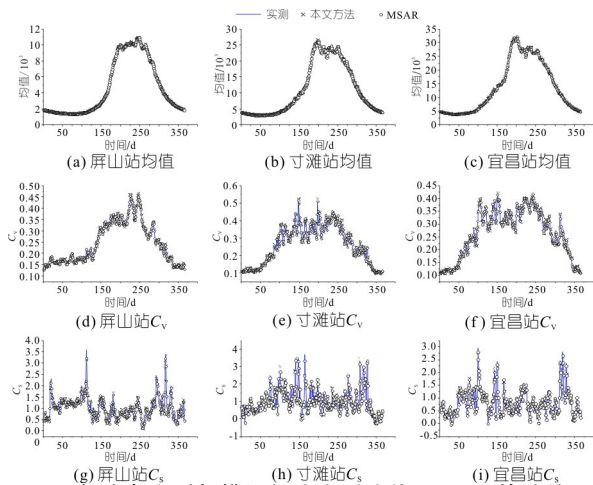 实测 本文方法 MSAR
均值/10³ 均值/10³ 均值/10³
12 10 8 6 4 2 0
30 25 20 15 10 5 0
35 30 25 20 15 10 5 0
50 150 250 350 50 150 250 350 50 150 250 350
时间/d 时间/d 时间/d
(a) 屏山站均值 (b) 寸滩站均值 (c) 宜昌站均值
Cv Cv Cv
0.50 0.45 0.40 0.35 0.30 0.25 0.20 0.15 0.10
0.6 0.5 0.4 0.3 0.2 0.1
0.45 0.40 0.35 0.30 0.25 0.20 0.15 0.10
50 150 250 350 50 150 250 350 50 150 250 350
时间/d 时间/d 时间/d
(d) 屏山站Cv (e) 寸滩站Cv (f) 宜昌站Cv
Cs Cs Cs
4.0 3.5 3.0 2.5 2.0 1.5 1.0 0.5 0.0 0
4 3 2 1 0 -1
3.0 2.5 2.0 1.5 1.0 0.5 0.0 -0.5
50 150 250 350 50 150 250 350 50 150 250 350
时间/d 时间/d 时间/d
(g) 屏山站Cs (h) 寸滩站Cs (i) 宜昌站Cs